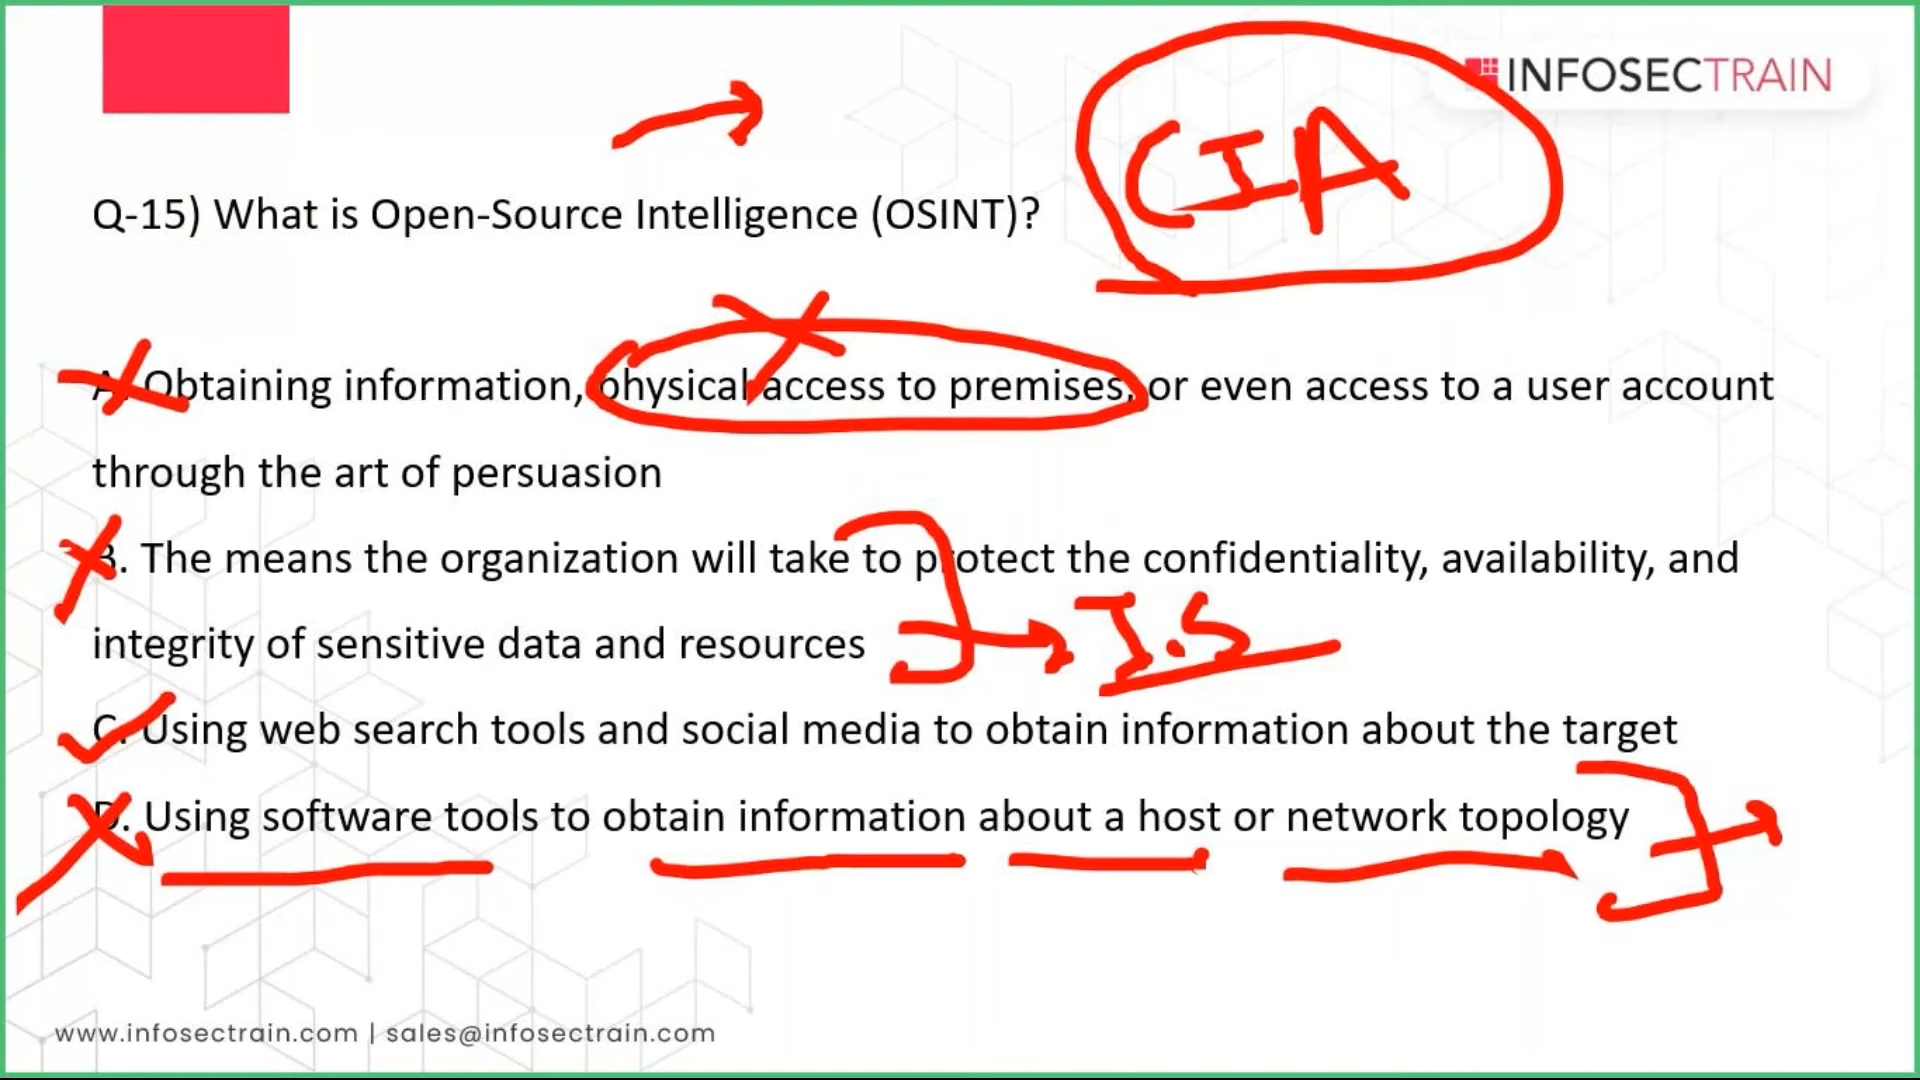 INFOSECTRAIN
CIA
Q-15) What is Open-Source Intelligence (OSINT)?
A. Obtaining information, physical access to premises, or even access to a user account
through the art of persuasion
B. The means the organization will take to protect the confidentiality, availability, and
integrity of sensitive data and resources
I.S
C. Using web search tools and social media to obtain information about the target
D. Using software tools to obtain information about a host or network topology
www.infosectrain.com | sales@infosectrain.com